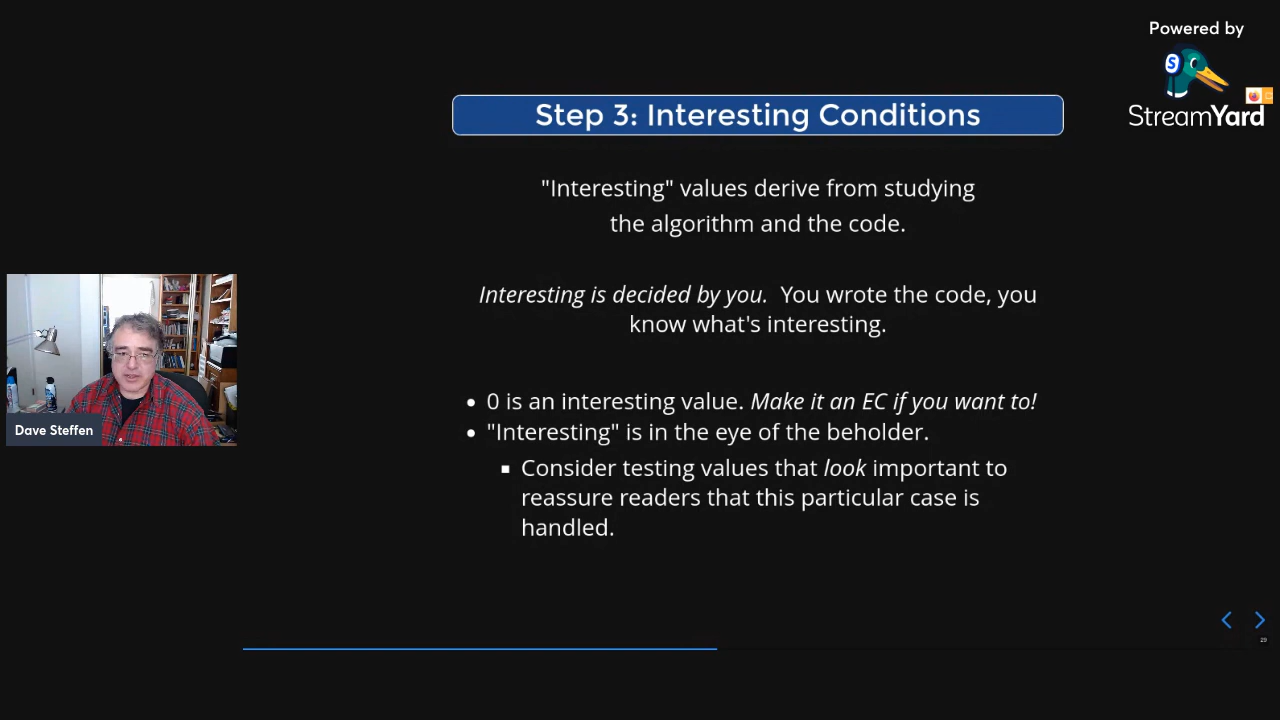 Powered by
S
StreamYard
Step 3: Interesting Conditions
"Interesting" values derive from studying
the algorithm and the code.
Interesting is decided by you. You wrote the code, you
know what's interesting.
• 0 is an interesting value. Make it an EC if you want to!
• "Interesting" is in the eye of the beholder.
▪ Consider testing values that look important to
reassure readers that this particular case is
handled.
Dave Steffen
29